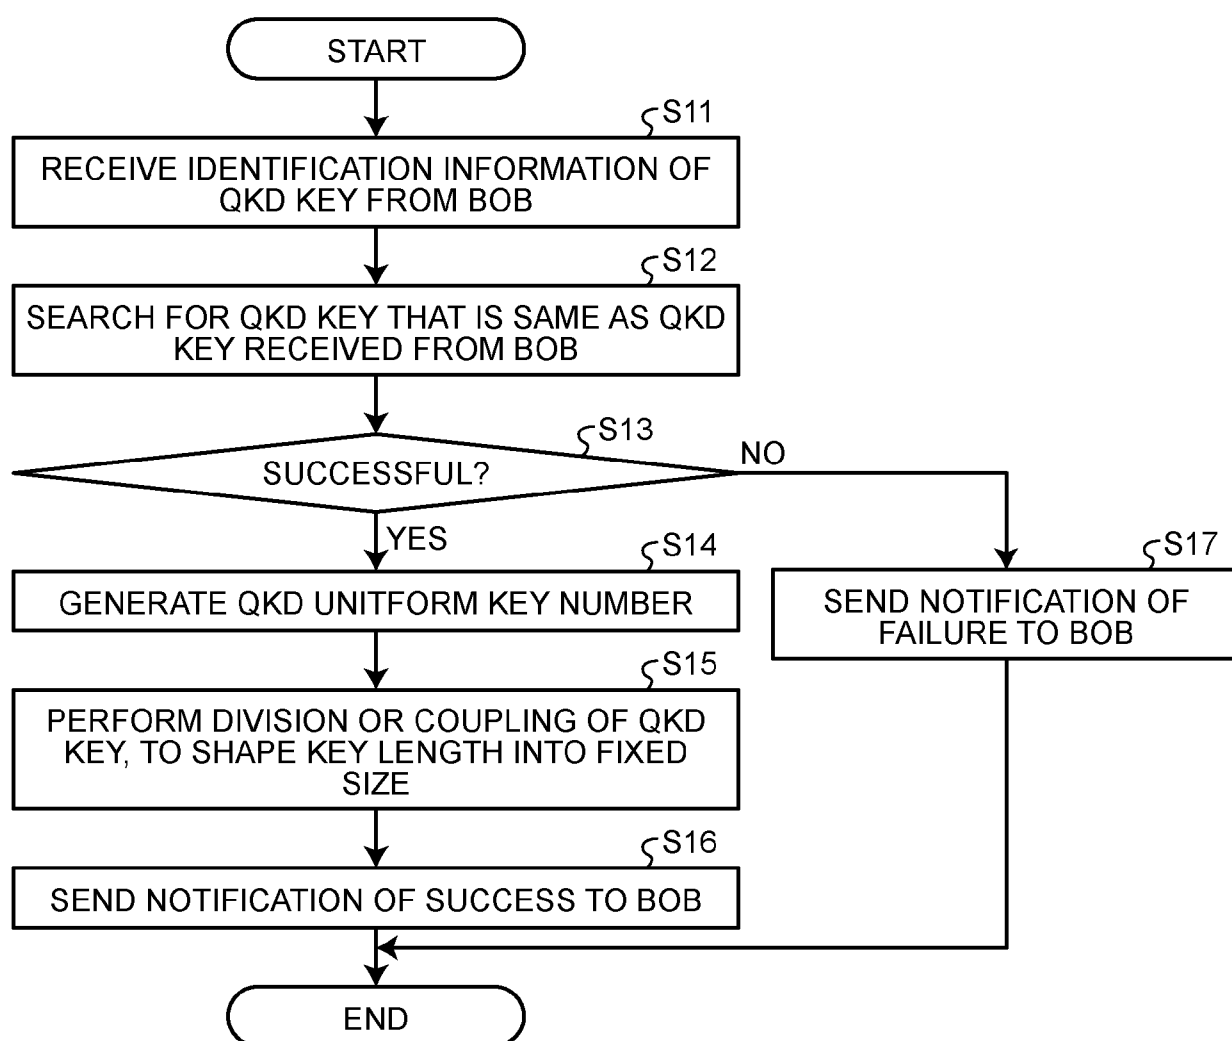 START
S11
RECEIVE IDENTIFICATION INFORMATION OF
QKD KEY FROM BOB
S12
SEARCH FOR QKD KEY THAT IS SAME AS QKD
KEY RECEIVED FROM BOB
S13
SUCCESSFUL?
NO
YES
S14
GENERATE QKD UNITFORM KEY NUMBER
S17
SEND NOTIFICATION OF
FAILURE TO BOB
S15
PERFORM DIVISION OR COUPLING OF QKD
KEY, TO SHAPE KEY LENGTH INTO FIXED
SIZE
S16
SEND NOTIFICATION OF SUCCESS TO BOB
END